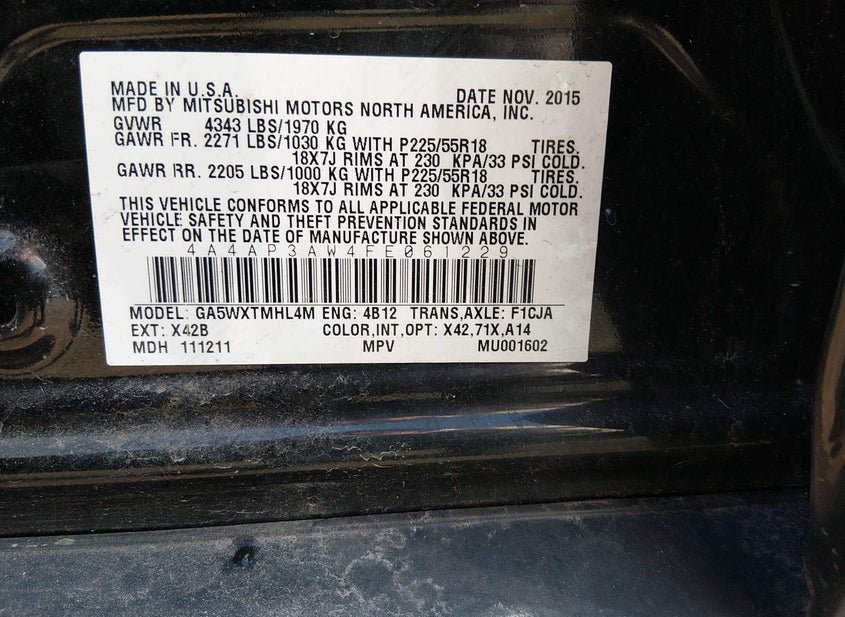 MADE IN U.S.A. DATE NOV. 2015
MFD BY MITSUBISHI MOTORS NORTH AMERICA, INC.
GVWR 4343 LBS/1970 KG
GAWR FR. 2271 LBS/1030 KG WITH P225/55R18 TIRES.
18X7J RIMS AT 230 KPA/33 PSI COLD.
GAWR RR. 2205 LBS/1000 KG WITH P225/55R18 TIRES.
18X7J RIMS AT 230 KPA/33 PSI COLD.
THIS VEHICLE CONFORMS TO ALL APPLICABLE FEDERAL MOTOR
VEHICLE SAFETY AND THEFT PREVENTION STANDARDS IN
EFFECT ON THE DATE OF MANUFACTURE SHOWN ABOVE.
4A4AP3AW4FE061229
MODEL: GA5WXTMHL4M ENG: 4B12 TRANS,AXLE: F1CJA
EXT: X42B COLOR,INT,OPT: X42,71X,A14
MDH 111211 MPV MU001602